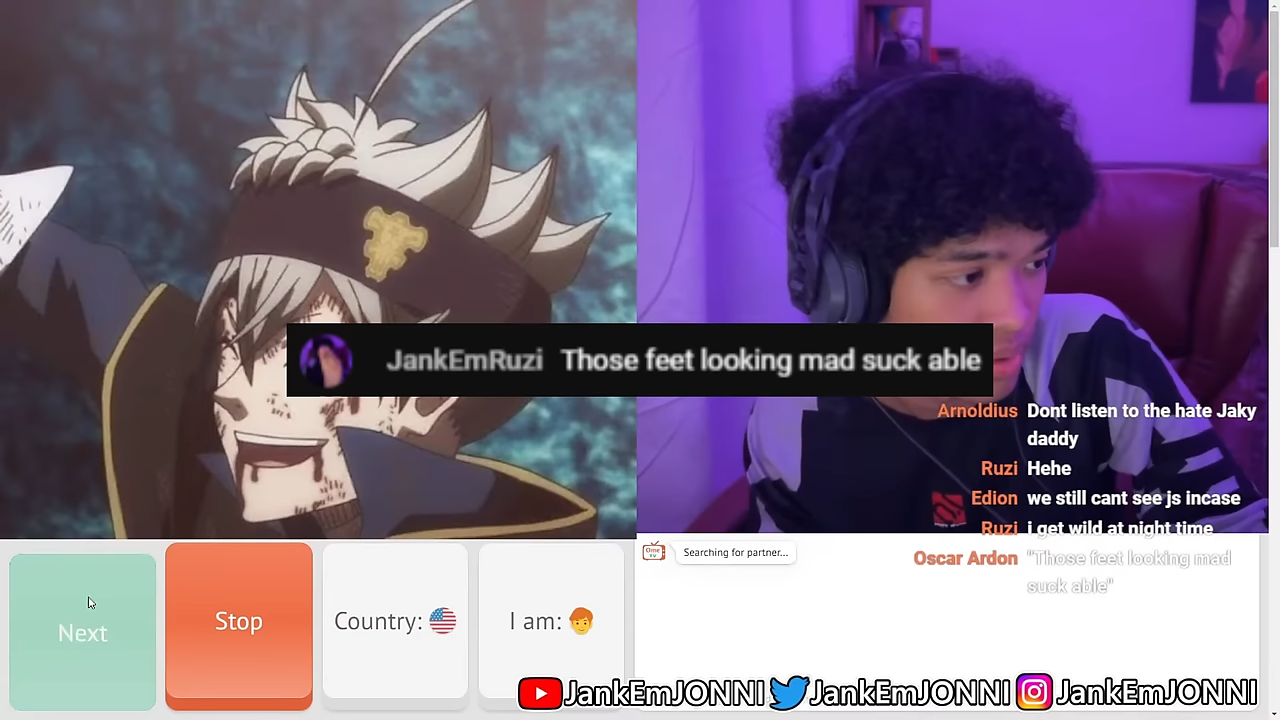 JankEmRuzi Those feet looking mad suck able
Arnoldius Dont listen to the hate Jaky
daddy
Ruzi Hehe
Edion we still cant see js incase
Ruzi i get wild at night time
Oscar Ardon "Those feet looking mad
suck able"
Ome
TV
Searching for partner...
Next
Stop
Country:
I am:
JankEmJONNI JankEmJONNI JankEmJONNI